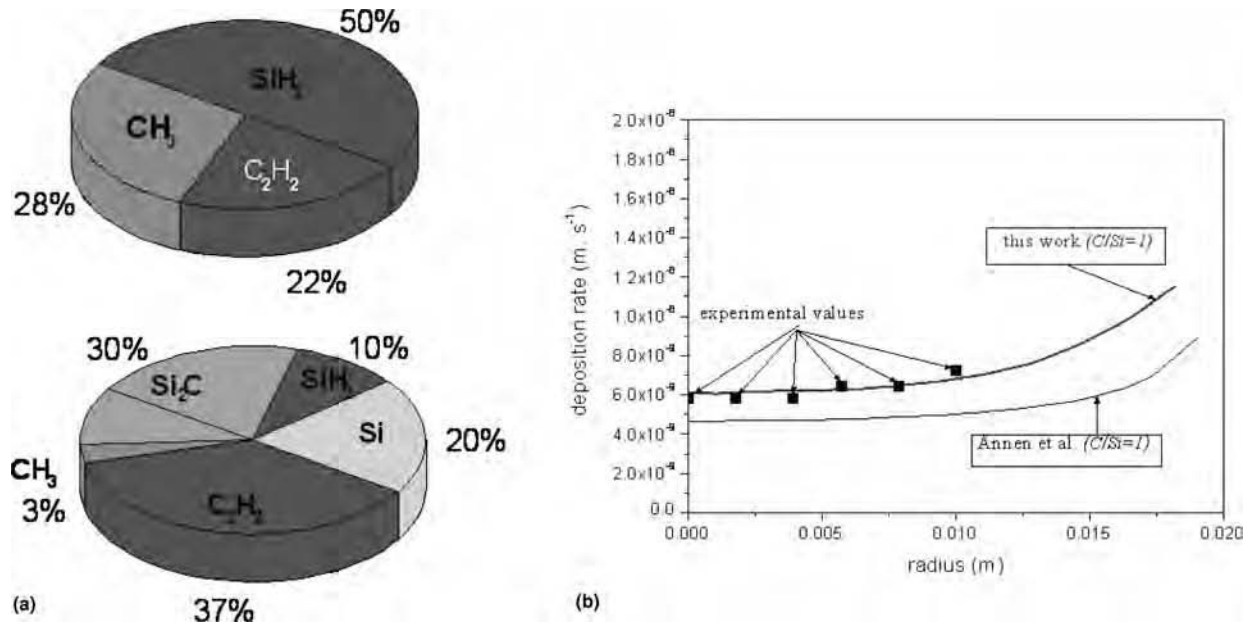 50%
SiH₂
CH₃
C₂H₂
28%
22%
30%
10%
Si₂C
SiH₂
Si
20%
CH₃
3%
C₂H₂
37%
(a)
2.0x10⁻⁸
1.8x10⁻⁸
1.6x10⁻⁸
1.4x10⁻⁸
1.2x10⁻⁸
1.0x10⁻⁸
8.0x10⁻⁹
6.0x10⁻⁹
4.0x10⁻⁹
2.0x10⁻⁹
0.0
deposition rate (m. s⁻¹)
this work (C/Si=1)
experimental values
Annen et al. (C/Si=1)
0.000
0.005
0.010
0.015
0.020
radius (m)
(b)